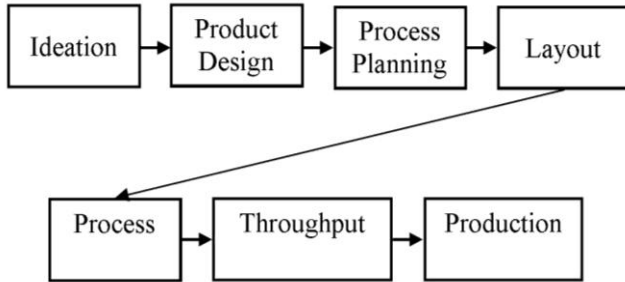 Ideation
Product
Design
Process
Planning
Layout
Process
Throughput
Production